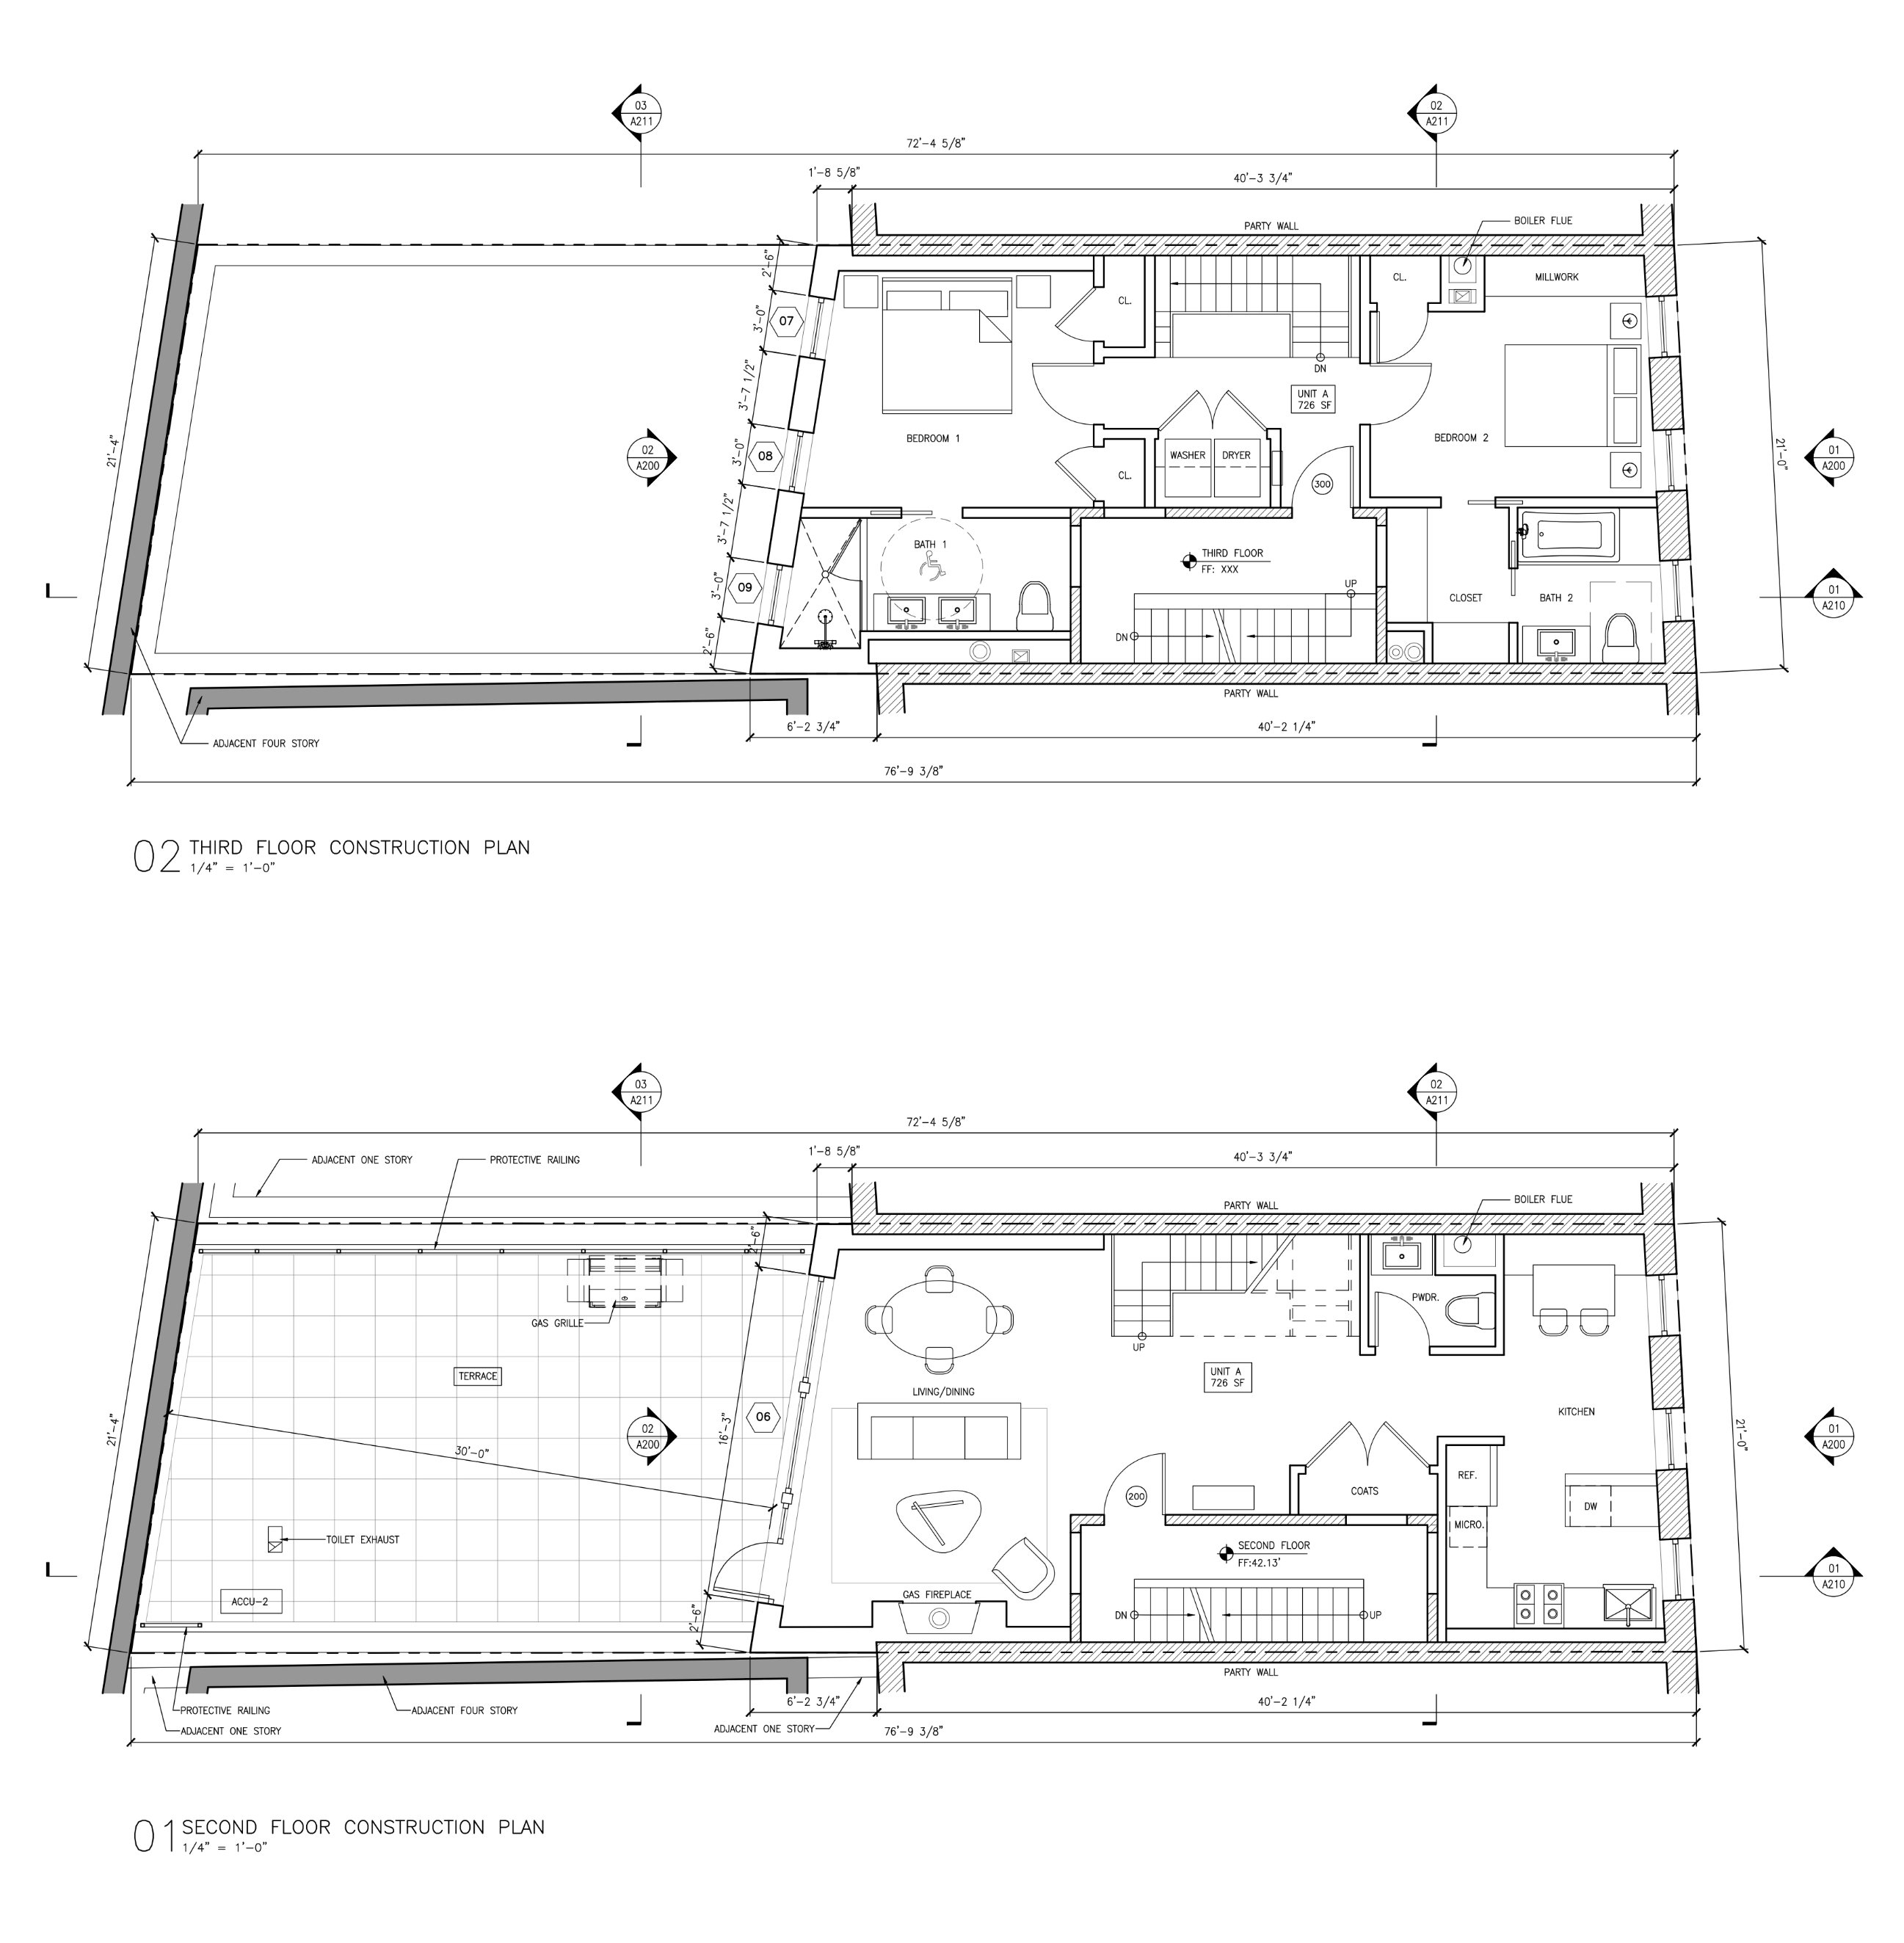 03
A211
02
A211
72'-4 5/8"
1'-8 5/8"
40'-3 3/4"
PARTY WALL
BOILER FLUE
2'-6"
CL.
CL.
MILLWORK
3'-0"
07
DN
3'-7 1/2"
UNIT A
726 SF
21'-4"
02
A200
3'-0"
08
BEDROOM 1
WASHER
DRYER
BEDROOM 2
21'-0"
01
A200
CL.
300
3'-7 1/2"
BATH 1
THIRD FLOOR
FF: XXX
3'-0"
09
UP
CLOSET
BATH 2
01
A210
DN
2'-6"
PARTY WALL
6'-2 3/4"
40'-2 1/4"
ADJACENT FOUR STORY
76'-9 3/8"
02
THIRD FLOOR CONSTRUCTION PLAN
1/4" = 1'-0"
03
A211
02
A211
72'-4 5/8"
1'-8 5/8"
40'-3 3/4"
ADJACENT ONE STORY
PROTECTIVE RAILING
PARTY WALL
BOILER FLUE
2'-6"
PWDR.
GAS GRILLE
UP
TERRACE
UNIT A
726 SF
LIVING/DINING
KITCHEN
21'-4"
16'-3"
06
02
A200
21'-0"
01
A200
30'-0"
REF.
COATS
200
DW
MICRO.
TOILET EXHAUST
SECOND FLOOR
FF:42.13'
ACCU-2
GAS FIREPLACE
01
A210
2'-6"
DN
UP
PARTY WALL
6'-2 3/4"
40'-2 1/4"
PROTECTIVE RAILING
ADJACENT FOUR STORY
ADJACENT ONE STORY
ADJACENT ONE STORY
76'-9 3/8"
01
SECOND FLOOR CONSTRUCTION PLAN
1/4" = 1'-0"